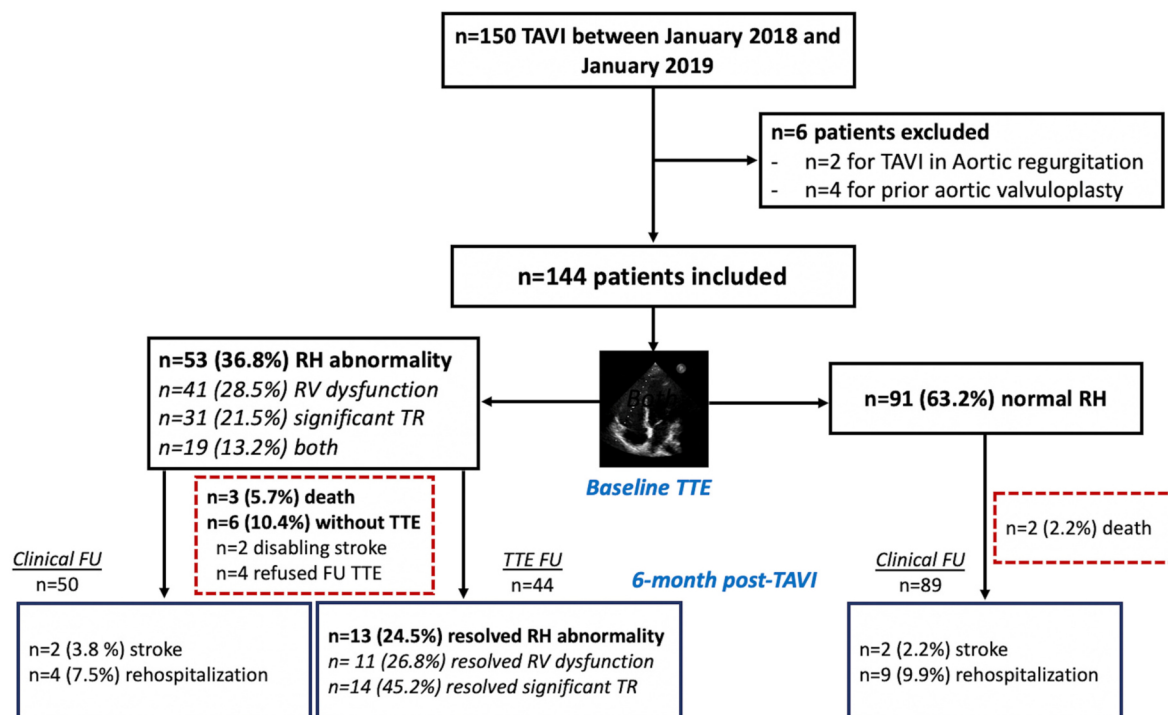 n=150 TAVI between January 2018 and
January 2019
n=6 patients excluded
- n=2 for TAVI in Aortic regurgitation
- n=4 for prior aortic valvuloplasty
n=144 patients included
n=53 (36.8%) RH abnormality
n=41 (28.5%) RV dysfunction
n=31 (21.5%) significant TR
n=19 (13.2%) both
Both
n=91 (63.2%) normal RH
Baseline TTE
n=3 (5.7%) death
n=6 (10.4%) without TTE
n=2 disabling stroke
n=4 refused FU TTE
n=2 (2.2%) death
Clinical FU
n=50
TTE FU
n=44
6-month post-TAVI
Clinical FU
n=89
n=2 (3.8 %) stroke
n=4 (7.5%) rehospitalization
n=13 (24.5%) resolved RH abnormality
n= 11 (26.8%) resolved RV dysfunction
n=14 (45.2%) resolved significant TR
n=2 (2.2%) stroke
n=9 (9.9%) rehospitalization